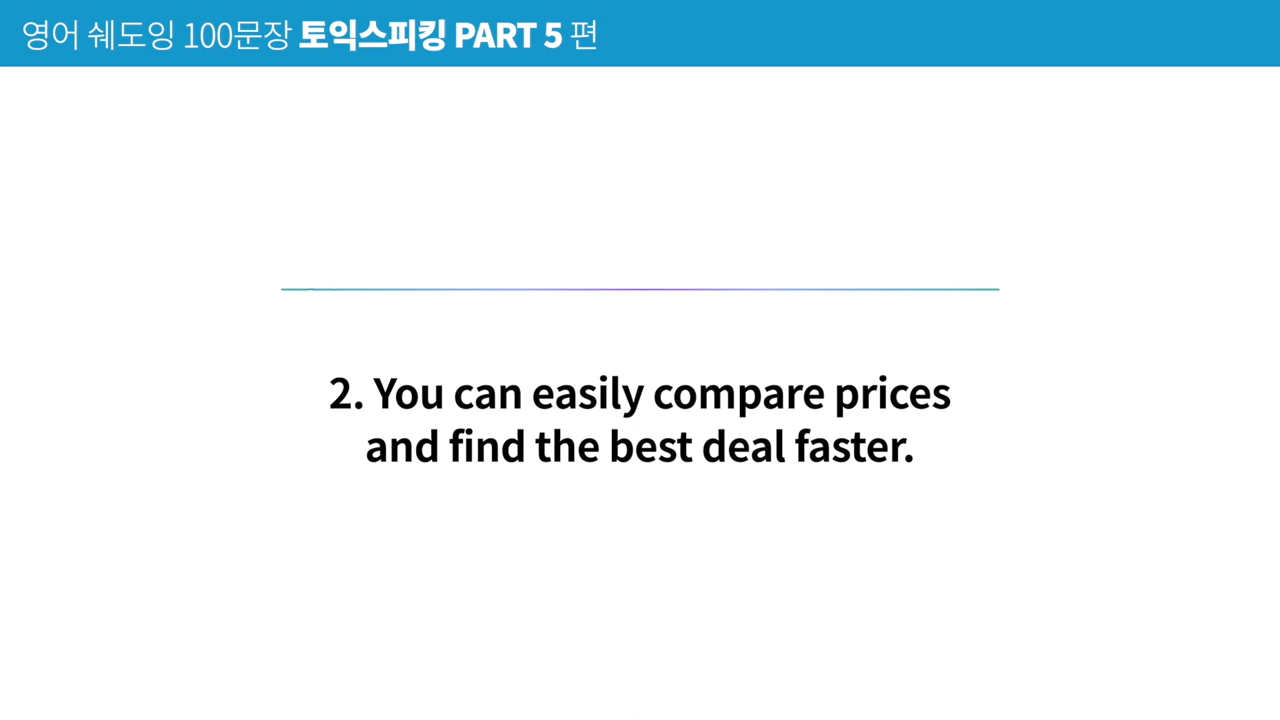 영어 쉐도잉 100문장 토익스피킹 PART 5 편
2. You can easily compare prices
and find the best deal faster.